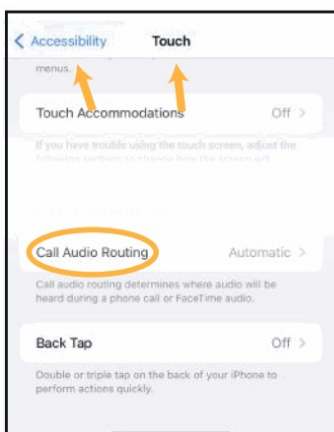 Accessibility Touch
menus.
Touch Accommodations Off
If you have trouble using the touch screen, adjust the
following settings to change how the screen will
Call Audio Routing Automatic
Call audio routing determines where audio will be
heard during a phone call or FaceTime audio.
Back Tap Off
Double or triple tap on the back of your iPhone to
perform actions quickly.